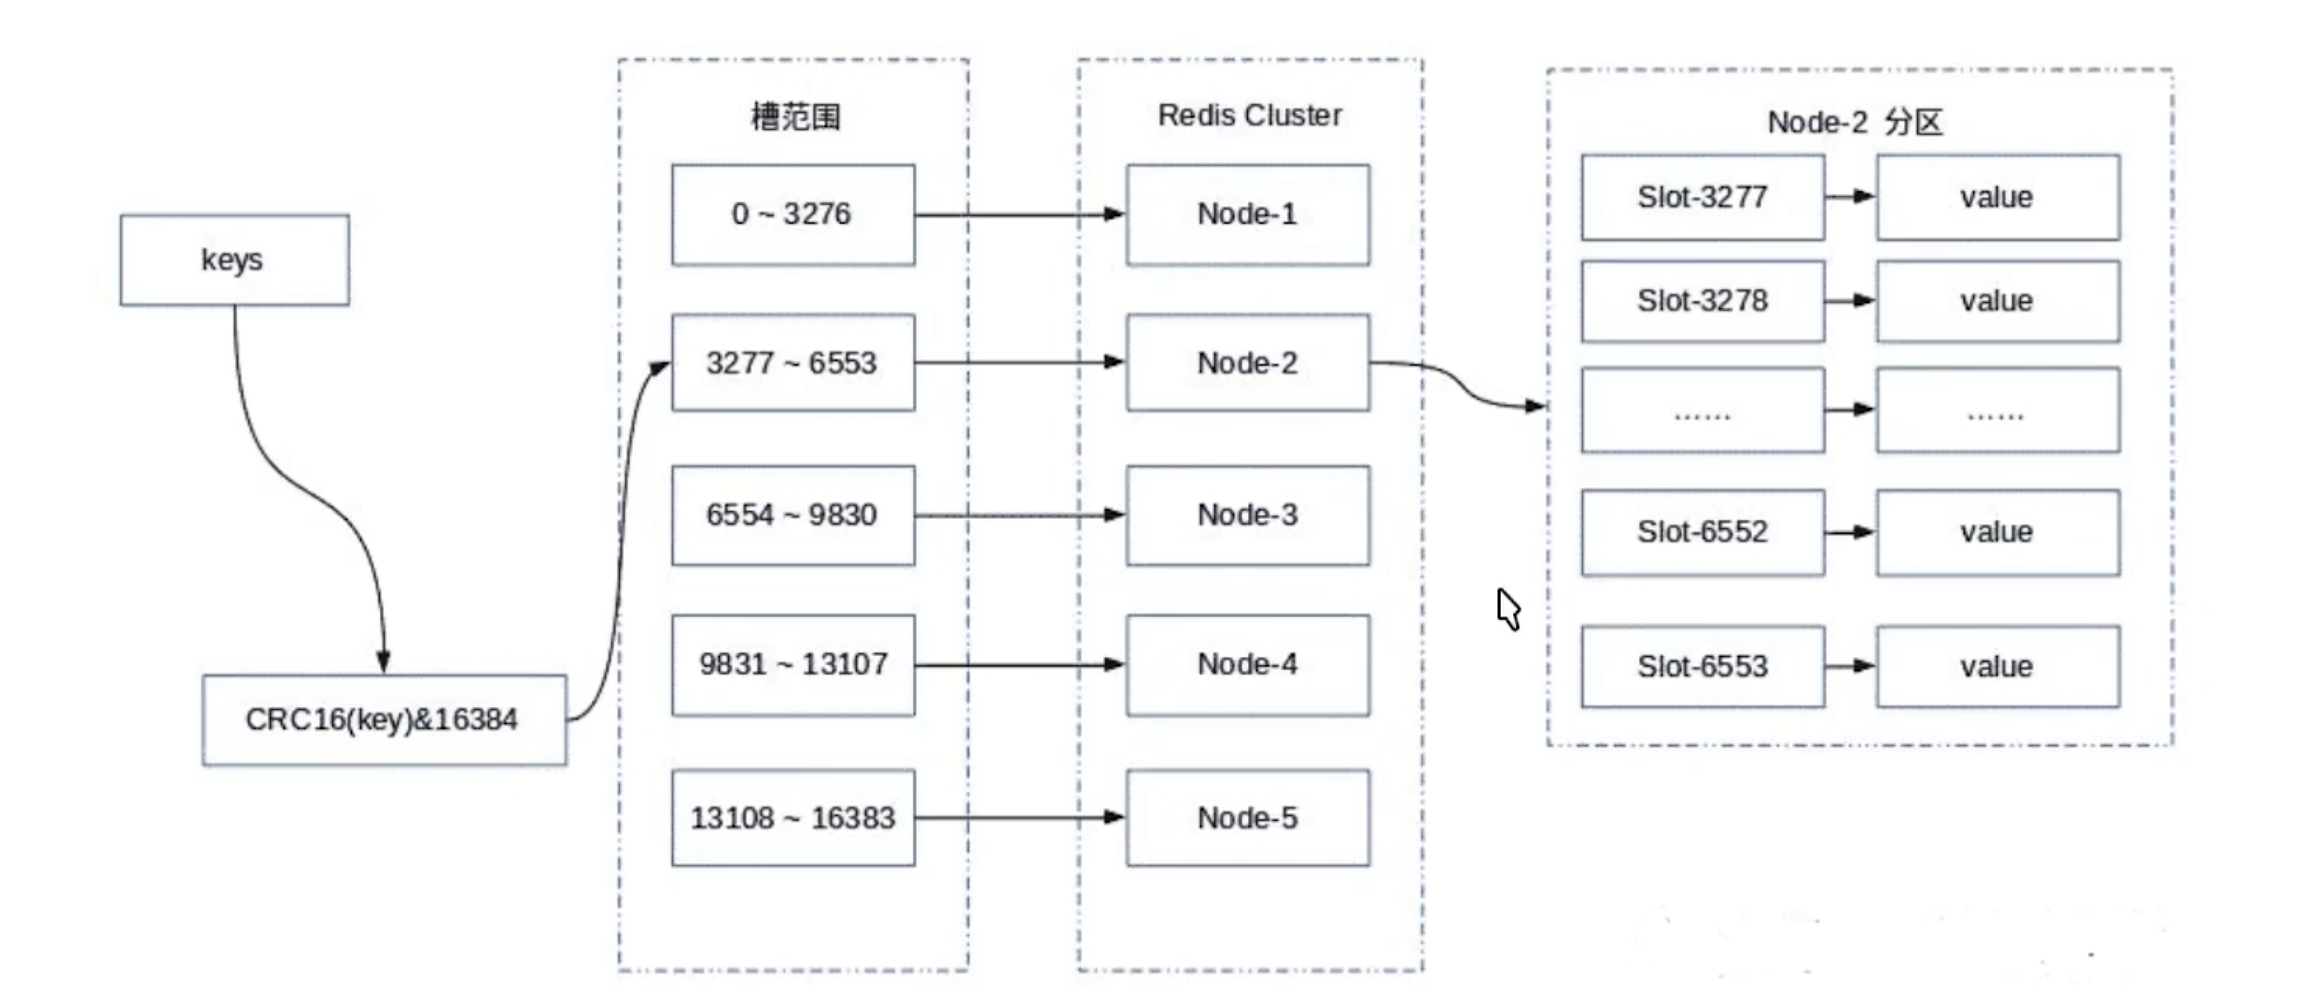 keys
CRC16(key)&16384
槽范围
0 ~ 3276
3277 ~ 6553
6554 ~ 9830
9831 ~ 13107
13108 ~ 16383
Redis Cluster
Node-1
Node-2
Node-3
Node-4
Node-5
Node-2 分区
Slot-3277
value
Slot-3278
value
......
......
Slot-6552
value
Slot-6553
value